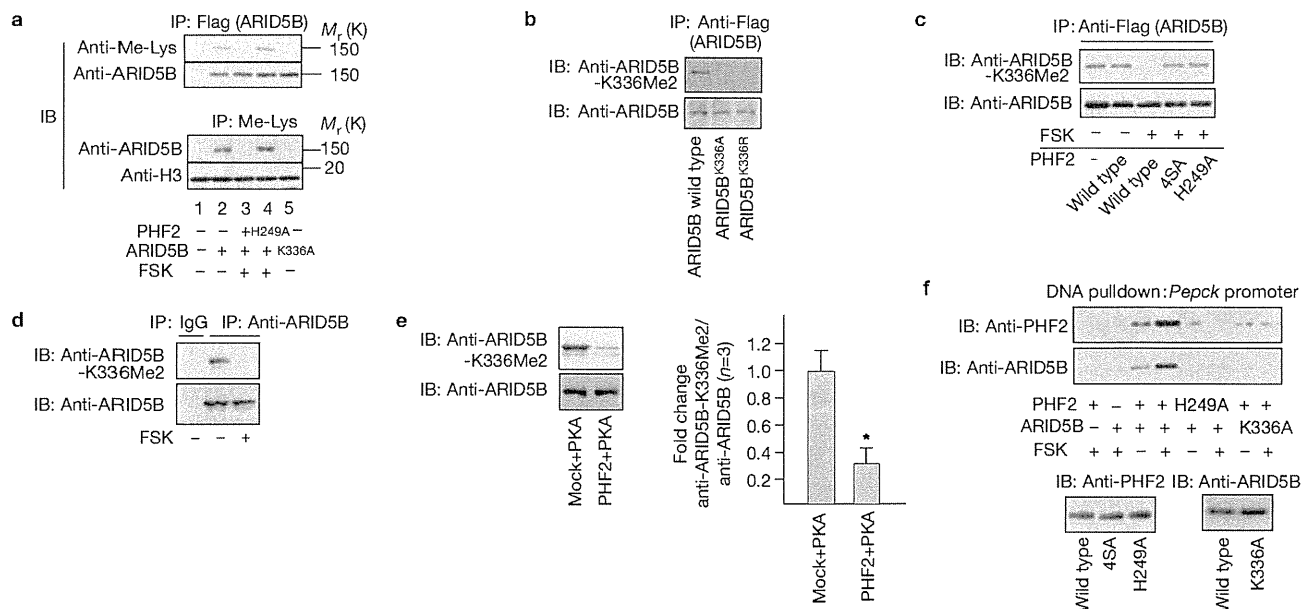 a
IP: Flag (ARID5B)
Mr (K)
Anti-Me-Lys
150
Anti-ARID5B
150
IB
IP: Me-Lys
Mr (K)
Anti-ARID5B
150
20
Anti-H3
1 2 3 4 5
PHF2 – – + H249A –
ARID5B – + + + K336A
FSK – – + + –
b
IP: Anti-Flag
(ARID5B)
IB: Anti-ARID5B
-K336Me2
IB: Anti-ARID5B
ARID5B wild type
ARID5B K336A
ARID5B K336R
c
IP: Anti-Flag (ARID5B)
IB: Anti-ARID5B
-K336Me2
IB: Anti-ARID5B
FSK – – + + +
PHF2 – Wild type Wild type 4SA H249A
d
IP: IgG IP: Anti-ARID5B
IB: Anti-ARID5B
-K336Me2
IB: Anti-ARID5B
FSK – – +
e
IB: Anti-ARID5B
-K336Me2
IB: Anti-ARID5B
Mock+PKA
PHF2+PKA
Fold change
anti-ARID5B-K336Me2/
anti-ARID5B (n=3)
1.2
1.0
0.8
0.6
0.4
0.2
*
Mock+PKA
PHF2+PKA
f
DNA pulldown: Pepck promoter
IB: Anti-PHF2
IB: Anti-ARID5B
PHF2 + – + + H249A + +
ARID5B – + + + + + K336A
FSK + + – + – + – +
IB: Anti-PHF2
IB: Anti-ARID5B
Wild type
4SA
H249A
Wild type
K336A